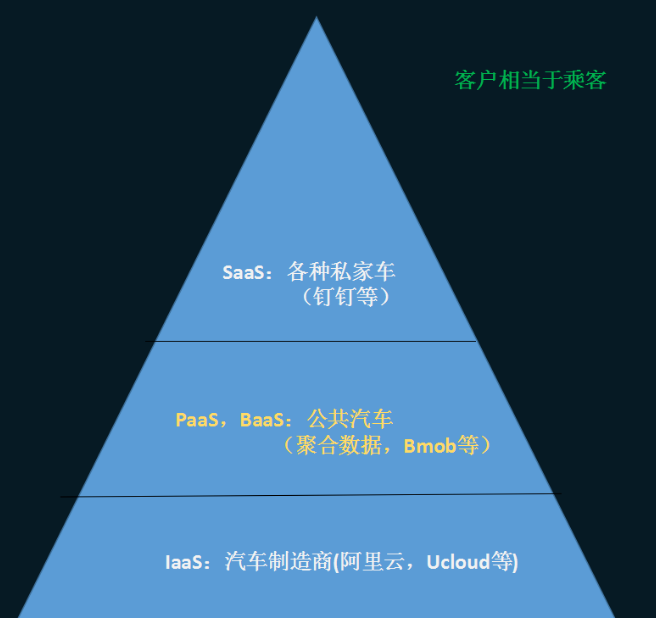 客户相当于乘客
SaaS：各种私家车
（钉钉等）
PaaS，BaaS：公共汽车
（聚合数据，Bmob等）
IaaS：汽车制造商(阿里云，Ucloud等)